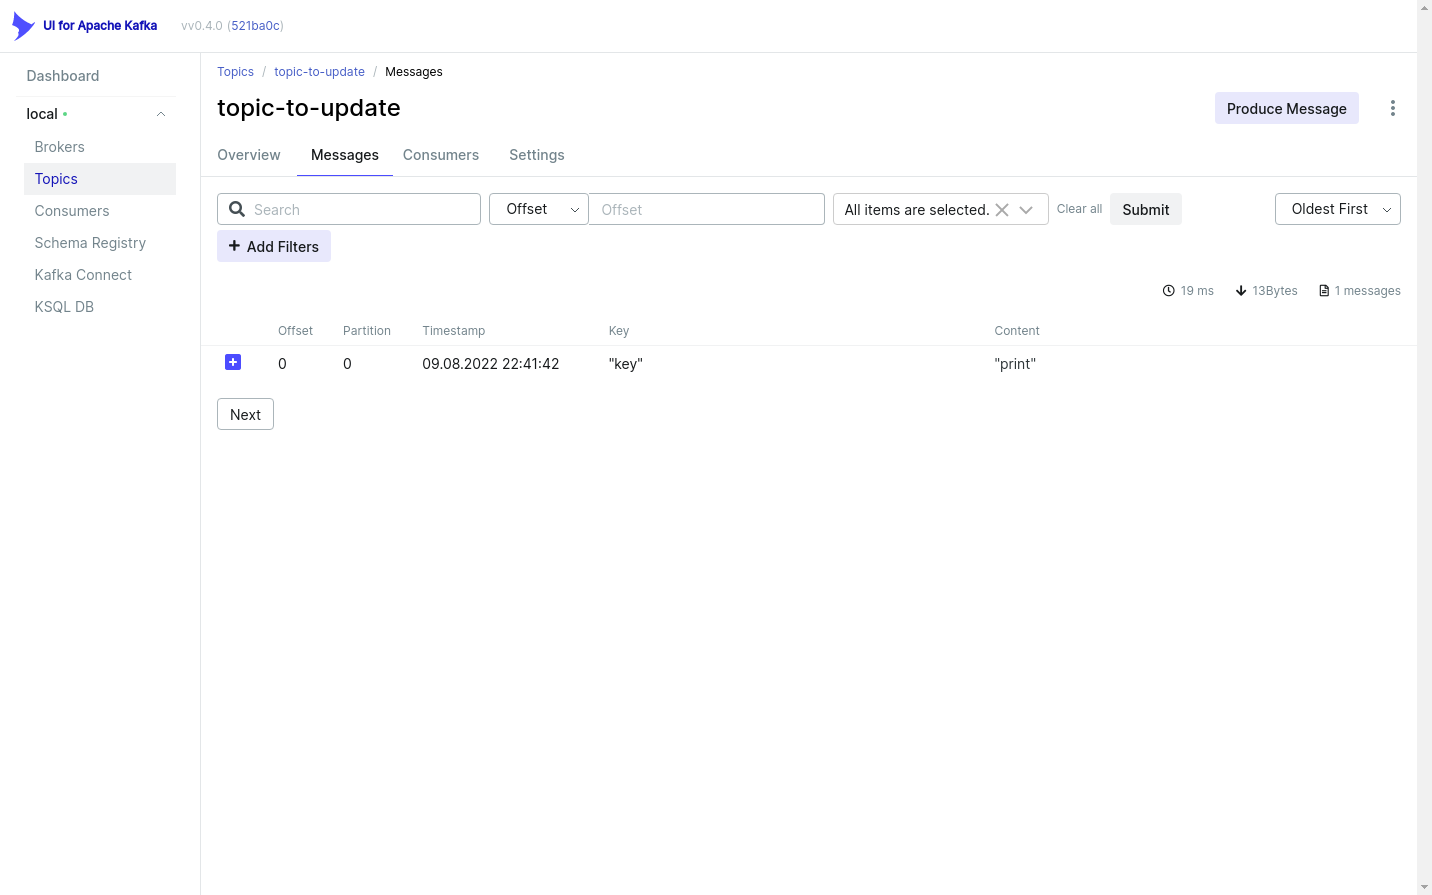 UI for Apache Kafka vv0.4.0 (521ba0c)
Dashboard
local
Brokers
Topics
Consumers
Schema Registry
Kafka Connect
KSQL DB
Topics / topic-to-update / Messages
topic-to-update
Produce Message
Overview Messages Consumers Settings
Search Offset Offset All items are selected. Clear all Submit Oldest First
Add Filters
19 ms 13Bytes 1 messages
Offset Partition Timestamp Key Content
0 0 09.08.2022 22:41:42 "key" "print"
Next